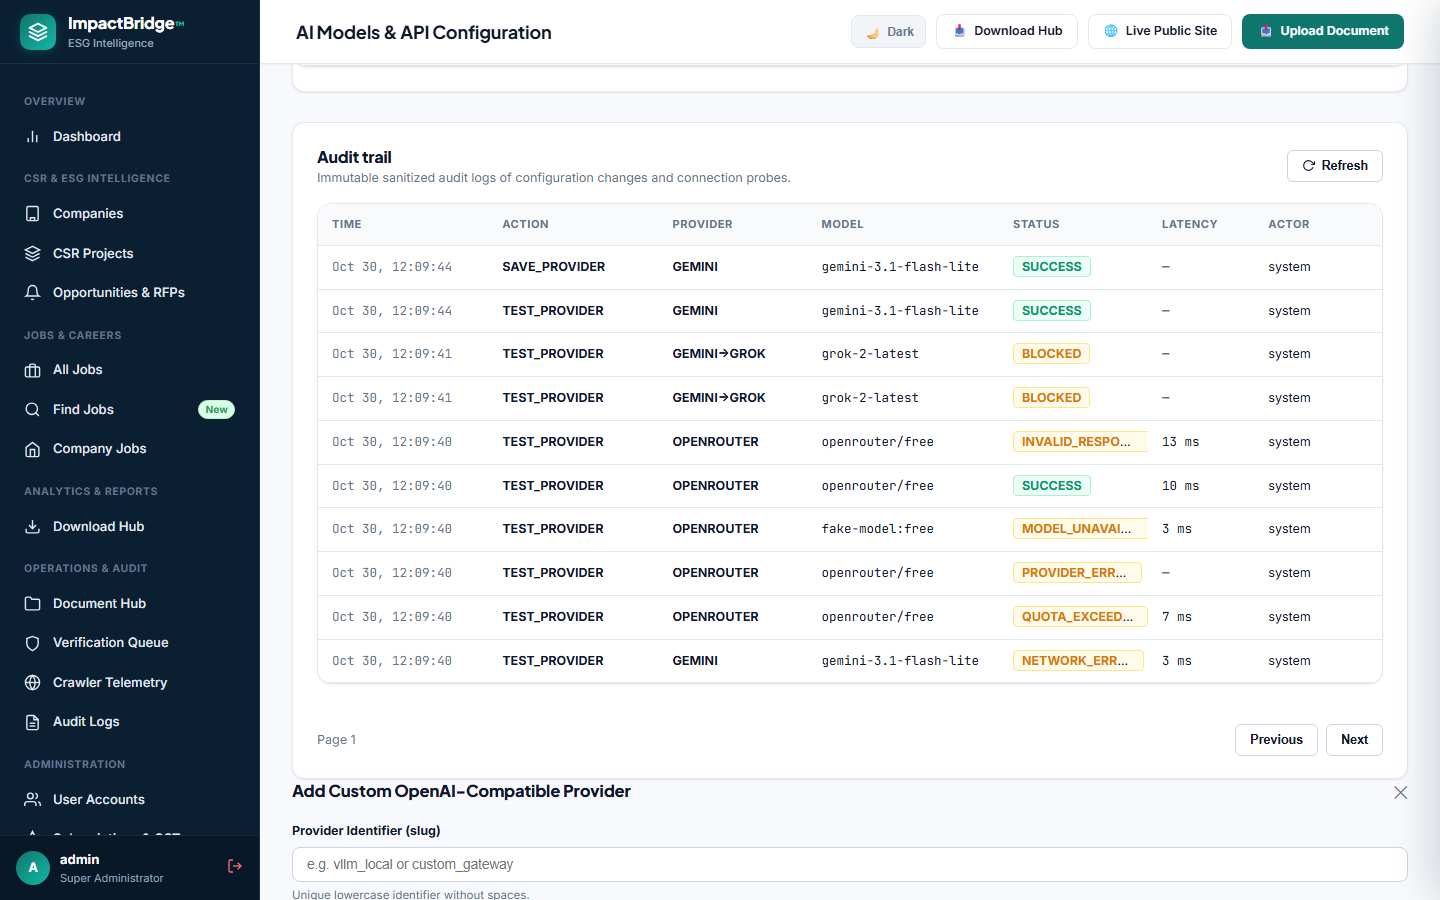 ImpactBridge™
ESG Intelligence
AI Models & API Configuration
Dark
Download Hub
Live Public Site
Upload Document
OVERVIEW
Dashboard
CSR & ESG INTELLIGENCE
Companies
CSR Projects
Opportunities & RFPs
JOBS & CAREERS
All Jobs
Find Jobs New
Company Jobs
ANALYTICS & REPORTS
Download Hub
OPERATIONS & AUDIT
Document Hub
Verification Queue
Crawler Telemetry
Audit Logs
ADMINISTRATION
User Accounts
A admin
Super Administrator
Audit trail
Immutable sanitized audit logs of configuration changes and connection probes.
Refresh
TIME ACTION PROVIDER MODEL STATUS LATENCY ACTOR
Oct 30, 12:09:44 SAVE_PROVIDER GEMINI gemini-3.1-flash-lite SUCCESS — system
Oct 30, 12:09:44 TEST_PROVIDER GEMINI gemini-3.1-flash-lite SUCCESS — system
Oct 30, 12:09:41 TEST_PROVIDER GEMINI→GROK grok-2-latest BLOCKED — system
Oct 30, 12:09:41 TEST_PROVIDER GEMINI→GROK grok-2-latest BLOCKED — system
Oct 30, 12:09:40 TEST_PROVIDER OPENROUTER openrouter/free INVALID_RESPO... 13 ms system
Oct 30, 12:09:40 TEST_PROVIDER OPENROUTER openrouter/free SUCCESS 10 ms system
Oct 30, 12:09:40 TEST_PROVIDER OPENROUTER fake-model:free MODEL_UNAVAI... 3 ms system
Oct 30, 12:09:40 TEST_PROVIDER OPENROUTER openrouter/free PROVIDER_ERR... — system
Oct 30, 12:09:40 TEST_PROVIDER OPENROUTER openrouter/free QUOTA_EXCEED... 7 ms system
Oct 30, 12:09:40 TEST_PROVIDER GEMINI gemini-3.1-flash-lite NETWORK_ERR... 3 ms system
Page 1
Previous
Next
Add Custom OpenAI-Compatible Provider
Provider Identifier (slug)
e.g. vllm_local or custom_gateway
Unique lowercase identifier without spaces.